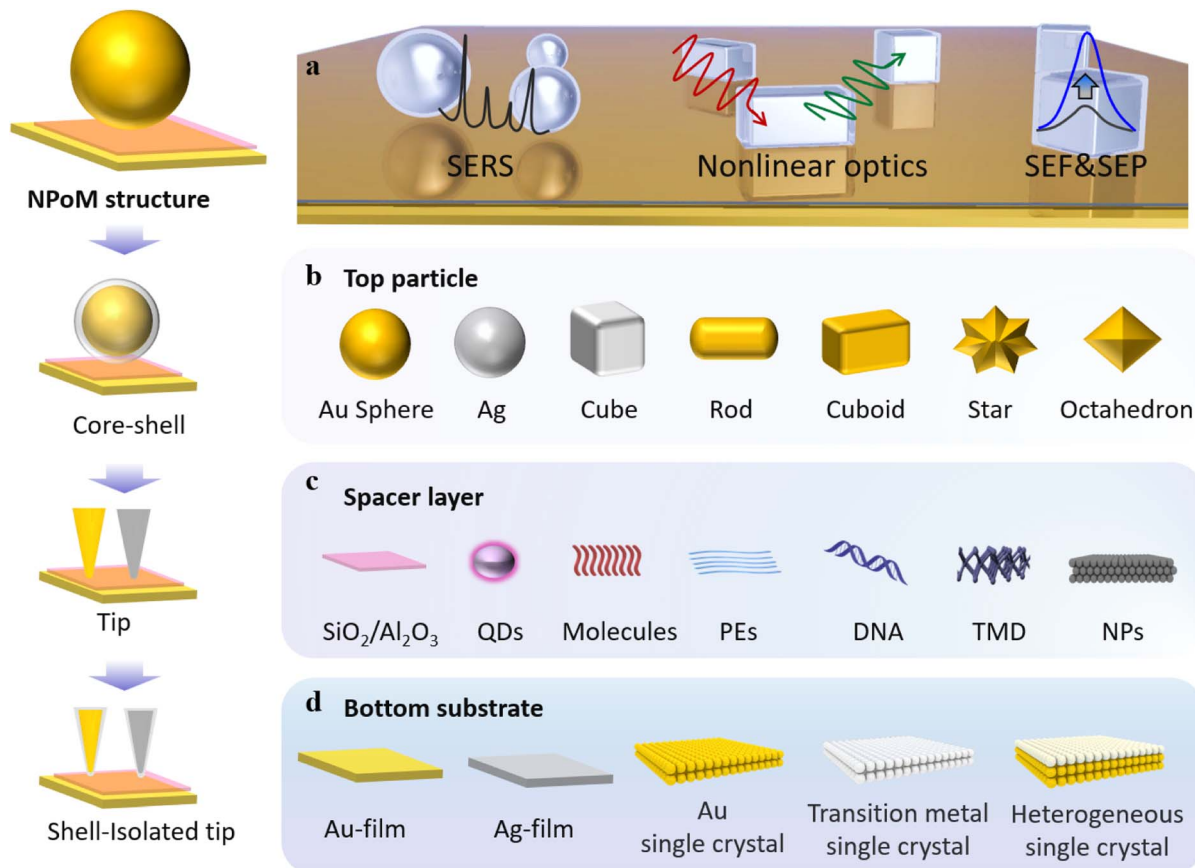 NPoM structure
Core-shell
Tip
Shell-Isolated tip
a
SERS
Nonlinear optics
SEF&SEP
b Top particle
Au Sphere
Ag
Cube
Rod
Cuboid
Star
Octahedron
c Spacer layer
SiO₂/Al₂O₃
QDs
Molecules
PEs
DNA
TMD
NPs
d Bottom substrate
Au-film
Ag-film
Au
single crystal
Transition metal
single crystal
Heterogeneous
single crystal